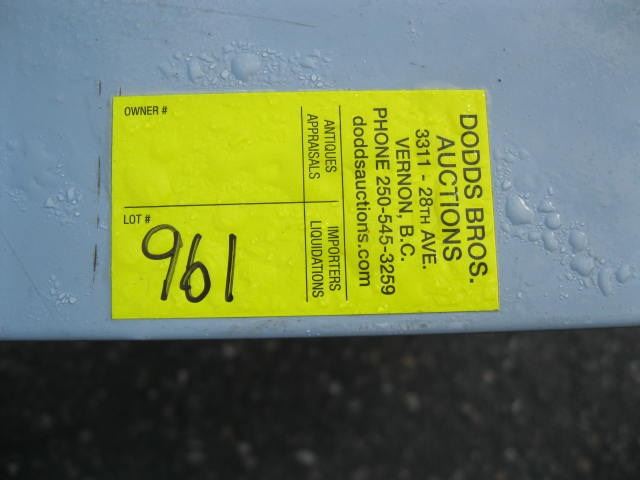 DODDS BROS.
AUCTIONS
3311 - 28TH AVE.
VERNON, B.C.
PHONE 250-545-3259
doddsauctions.com
ANTIQUES
APPRAISALS
IMPORTERS
LIQUIDATIONS
OWNER #
LOT #
961